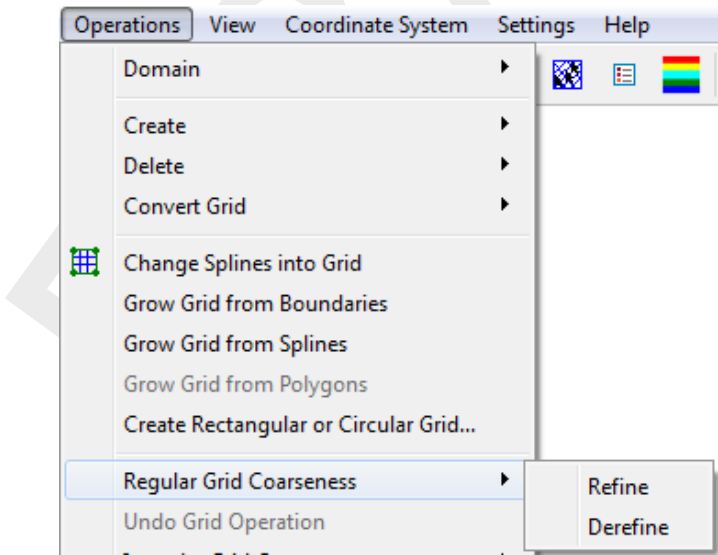 Operations View Coordinate System Settings Help
Domain
Create
Delete
Convert Grid
Change Splines into Grid
Grow Grid from Boundaries
Grow Grid from Splines
Grow Grid from Polygons
Create Rectangular or Circular Grid...
Regular Grid Coarseness
Refine
Undo Grid Operation
Derefine